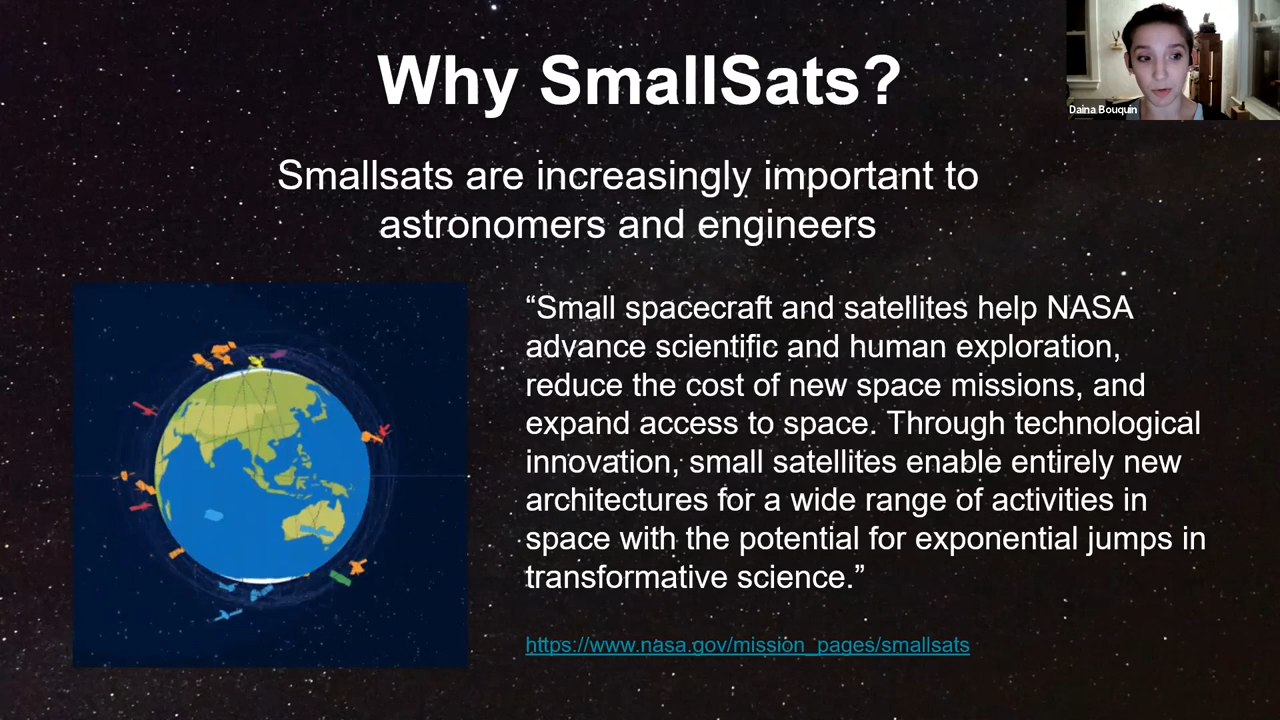 Why SmallSats?
Daina Bouquin
Smallsats are increasingly important to
astronomers and engineers
“Small spacecraft and satellites help NASA
advance scientific and human exploration,
reduce the cost of new space missions, and
expand access to space. Through technological
innovation, small satellites enable entirely new
architectures for a wide range of activities in
space with the potential for exponential jumps in
transformative science.”
https://www.nasa.gov/mission_pages/smallsats